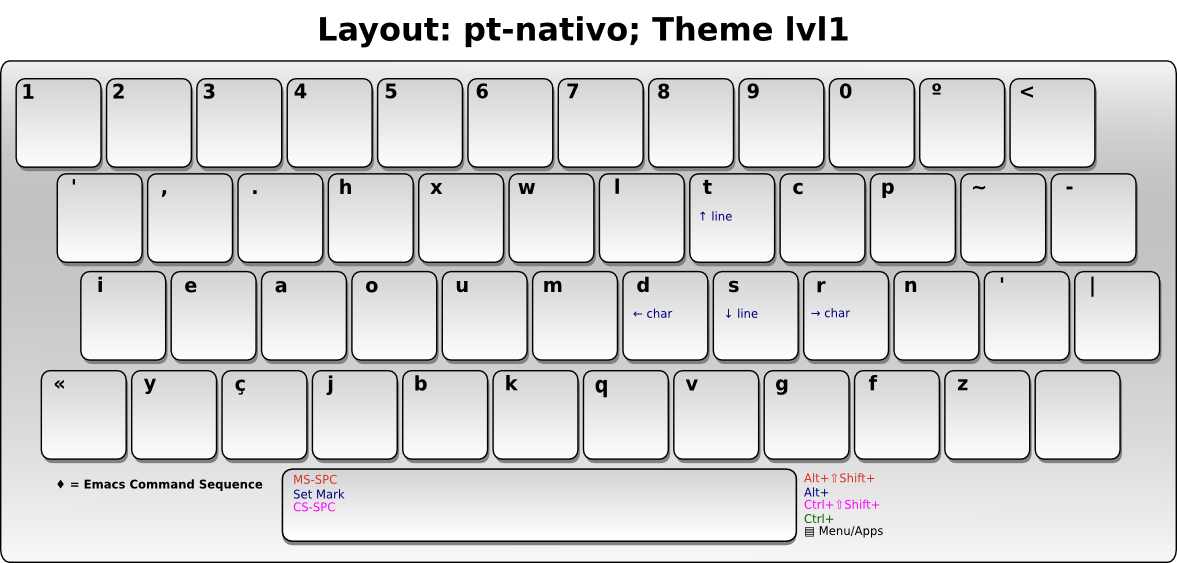 Layout: pt-nativo; Theme lvl1
1 2 3 4 5 6 7 8 9 0 º <
' , . h x w l t c p ~ -
↑ line
i e a o u m d s r n ' |
← char ↓ line → char
« y ç j b k q v g f z
♦ = Emacs Command Sequence
MS-SPC
Set Mark
CS-SPC
Alt+⇧Shift+
Alt+
Ctrl+⇧Shift+
Ctrl+
▤ Menu/Apps